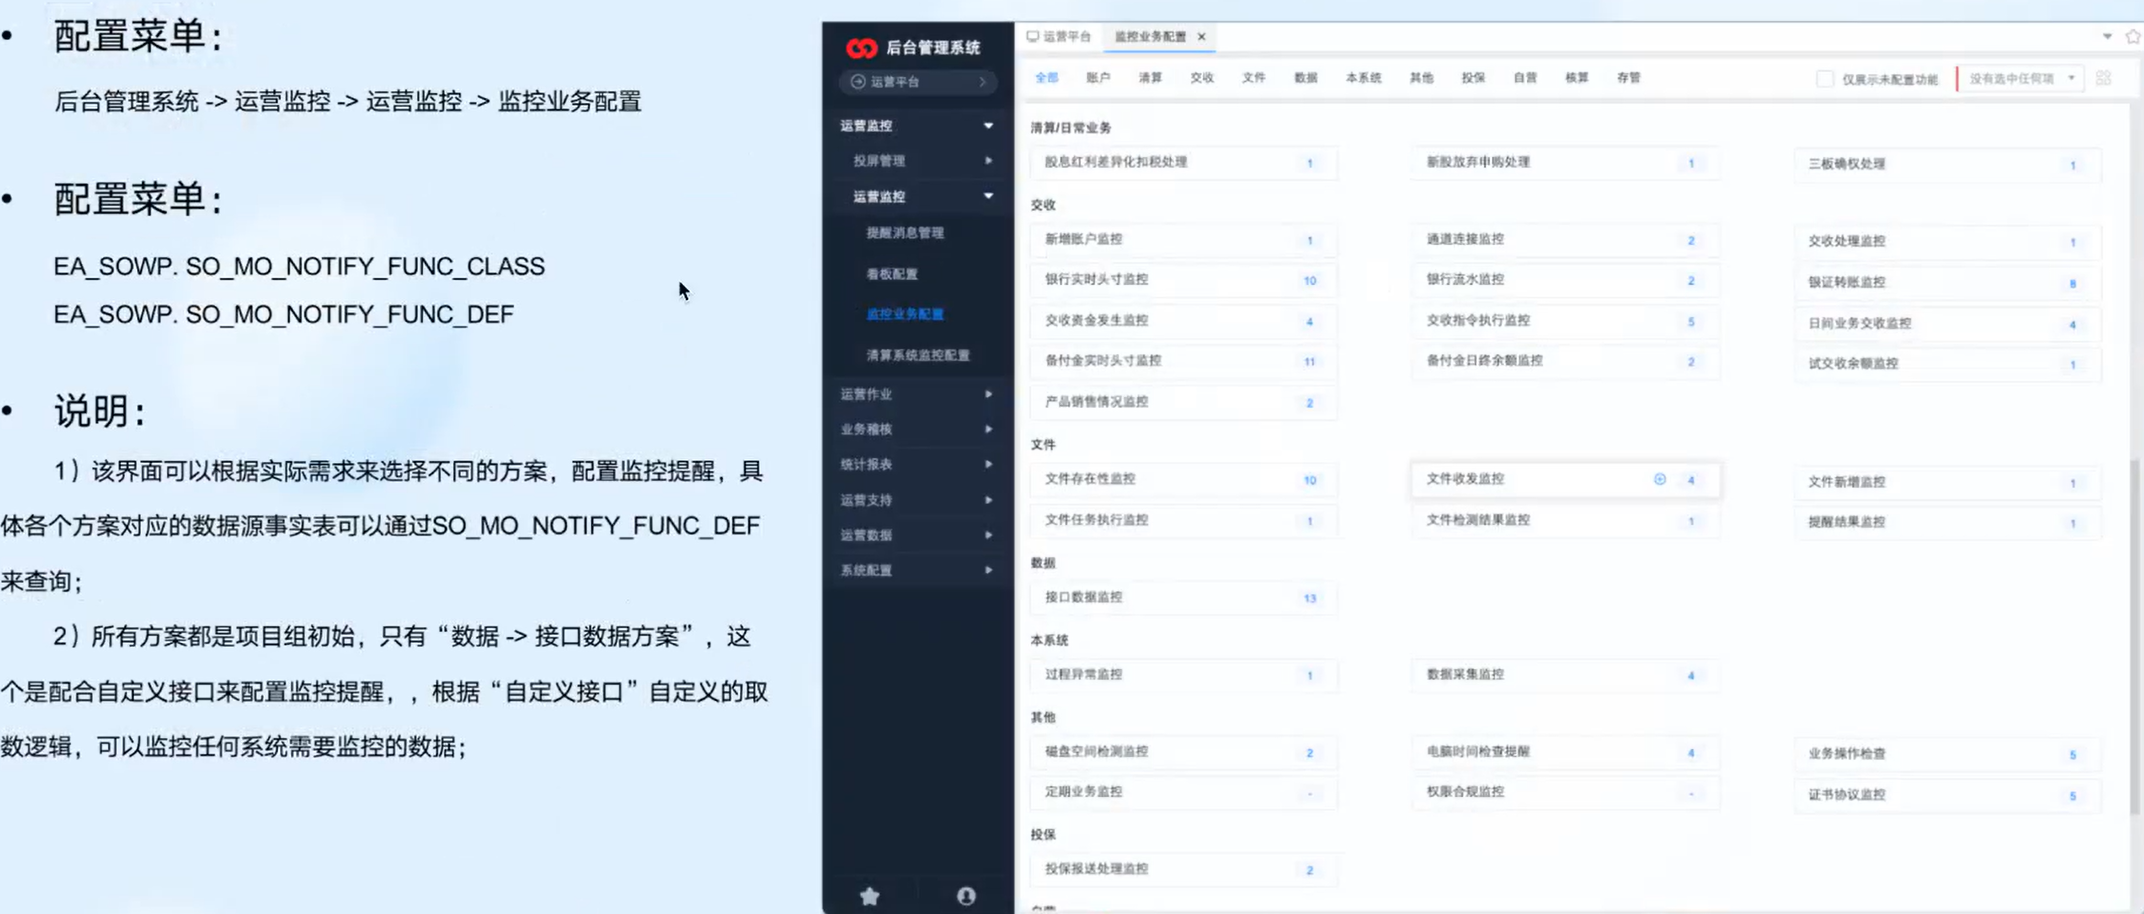 • 配置菜单：
后台管理系统 -> 运营监控 -> 运营监控 -> 监控业务配置
• 配置菜单：
EA_SOWP. SO_MO_NOTIFY_FUNC_CLASS
EA_SOWP. SO_MO_NOTIFY_FUNC_DEF
• 说明：
1）该界面可以根据实际需求来选择不同的方案，配置监控提醒，具
体各个方案对应的数据源事实表可以通过SO_MO_NOTIFY_FUNC_DEF
来查询；
2）所有方案都是项目组初始，只有“数据 -> 接口数据方案”，这
个是配合自定义接口来配置监控提醒，，根据“自定义接口”自定义的取
数逻辑，可以监控任何系统需要监控的数据；
后台管理系统
运营平台
运营监控
投屏管理
运营监控
提醒消息管理
看板配置
监控业务配置
清算系统监控配置
运营作业
业务稽核
统计报表
运营支持
运营数据
系统配置
运营平台 监控业务配置 ×
全部 账户 清算 交收 文件 数据 本系统 其他 投保 自营 核算 存管 仅展示未配置功能 没有选中任何项
清算/日常业务
股息红利差异化扣税处理 1 新股放弃申购处理 1 三板确权处理 1
交收
新增账户监控 1 通道连接监控 2 交收处理监控 1
银行实时头寸监控 10 银行流水监控 2 银证转账监控 8
交收资金发生监控 4 交收指令执行监控 5 日间业务交收监控 4
备付金实时头寸监控 11 备付金日终余额监控 2 试交收余额监控 1
产品销售情况监控 2
文件
文件存在性监控 10 文件收发监控 4 文件新增监控 1
文件任务执行监控 1 文件检测结果监控 1 提醒结果监控 1
数据
接口数据监控 13
本系统
过程异常监控 1 数据采集监控 4
其他
磁盘空间检测监控 2 电脑时间检查提醒 4 业务操作检查 5
定期业务监控 - 权限合规监控 - 证书协议监控 5
投保
投保报送处理监控 2